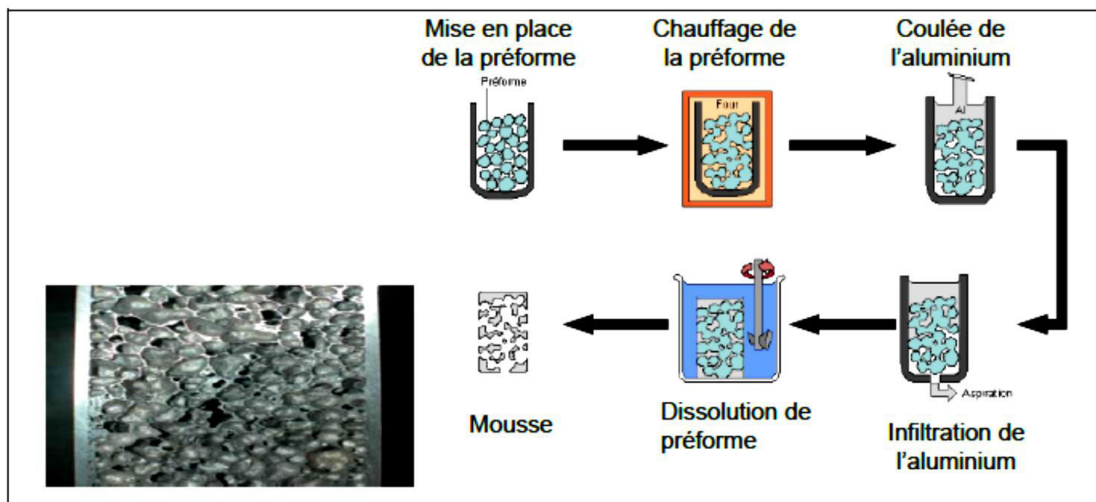 Mise en place
de la préforme
Chauffage de
la préforme
Coulée de
l'aluminium
Préforme
Four
Al
Aspiration
Mousse
Dissolution de
préforme
Infiltration de
l'aluminium